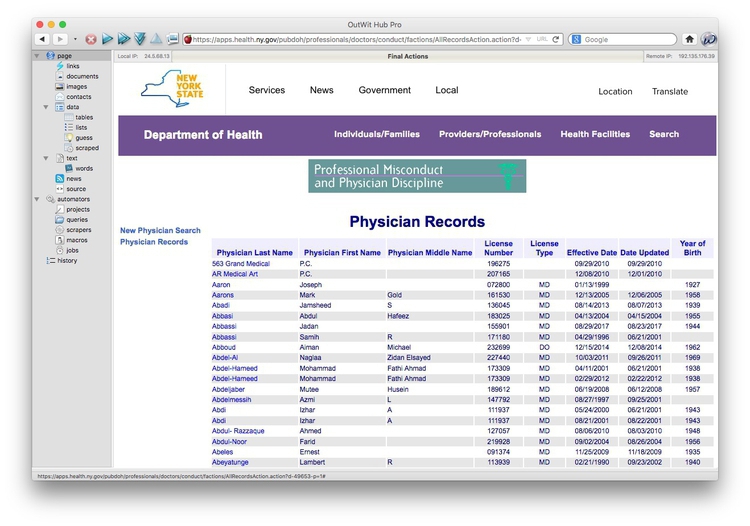 OutWit Hub Pro
https://apps.health.ny.gov/pubdoh/professionals/doctors/conduct/factions/AllRecordsAction.action?d- URL Google
Local IP: 24.5.68.13 Final Actions Remote IP: 192.135.176.39
page
links
documents
images
contacts
data
tables
lists
guess
scraped
text
words
news
source
automators
projects
queries
scrapers
macros
jobs
history
NEW YORK STATE
Services News Government Local Location Translate
Department of Health Individuals/Families Providers/Professionals Health Facilities Search
Professional Misconduct
and Physician Discipline
New Physician Search
Physician Records
Physician Records
Physician Last Name Physician First Name Physician Middle Name License Number License Type Effective Date Date Updated Year of Birth
563 Grand Medical P.C. 196275 09/29/2010 09/29/2010
AR Medical Art P.C. 207165 12/08/2010 12/01/2010
Aaron Joseph 072800 MD 01/13/1999 1927
Aarons Mark Gold 161530 MD 12/13/2005 12/06/2005 1958
Abadi Jamsheed S 136045 MD 08/14/2013 08/07/2013 1939
Abbasi Abdul Hafeez 183025 MD 04/13/2004 04/15/2004 1955
Abbassi Jadan 155901 MD 08/29/2017 08/23/2017 1944
Abbassi Samih R 171180 MD 04/29/1996 06/21/2001
Abboud Aiman Michael 232699 DO 12/15/2014 12/08/2014 1962
Abdel-Al Naglaa Zidan Elsayed 227440 MD 10/03/2011 09/26/2011 1969
Abdel-Hameed Mohammad Fathi Ahmad 173309 MD 04/11/2001 06/21/2001 1938
Abdel-Hameed Mohammad Fathi Ahmad 173309 MD 02/29/2012 02/22/2012 1938
Abdeljaber Mutee Husein 189612 MD 06/19/2008 06/12/2008 1957
Abdelmessih Azmi L 147792 MD 08/27/1997 09/25/2001
Abdi Izhar A 111937 MD 05/24/2000 06/21/2001 1943
Abdi Izhar A 111937 MD 08/21/2001 08/22/2001 1943
Abdul- Razzaque Ahmed 127057 MD 08/06/2010 08/03/2010 1948
Abdul-Noor Farid 219928 MD 09/02/2004 08/26/2004 1956
Abeles Ernest 091374 MD 11/25/2009 11/18/2009 1935
Abeyatunge Lambert R 113939 MD 02/21/1990 09/23/2002 1940
https://apps.health.ny.gov/pubdoh/professionals/doctors/conduct/factions/AllRecordsAction.action?d-49653-p=1#